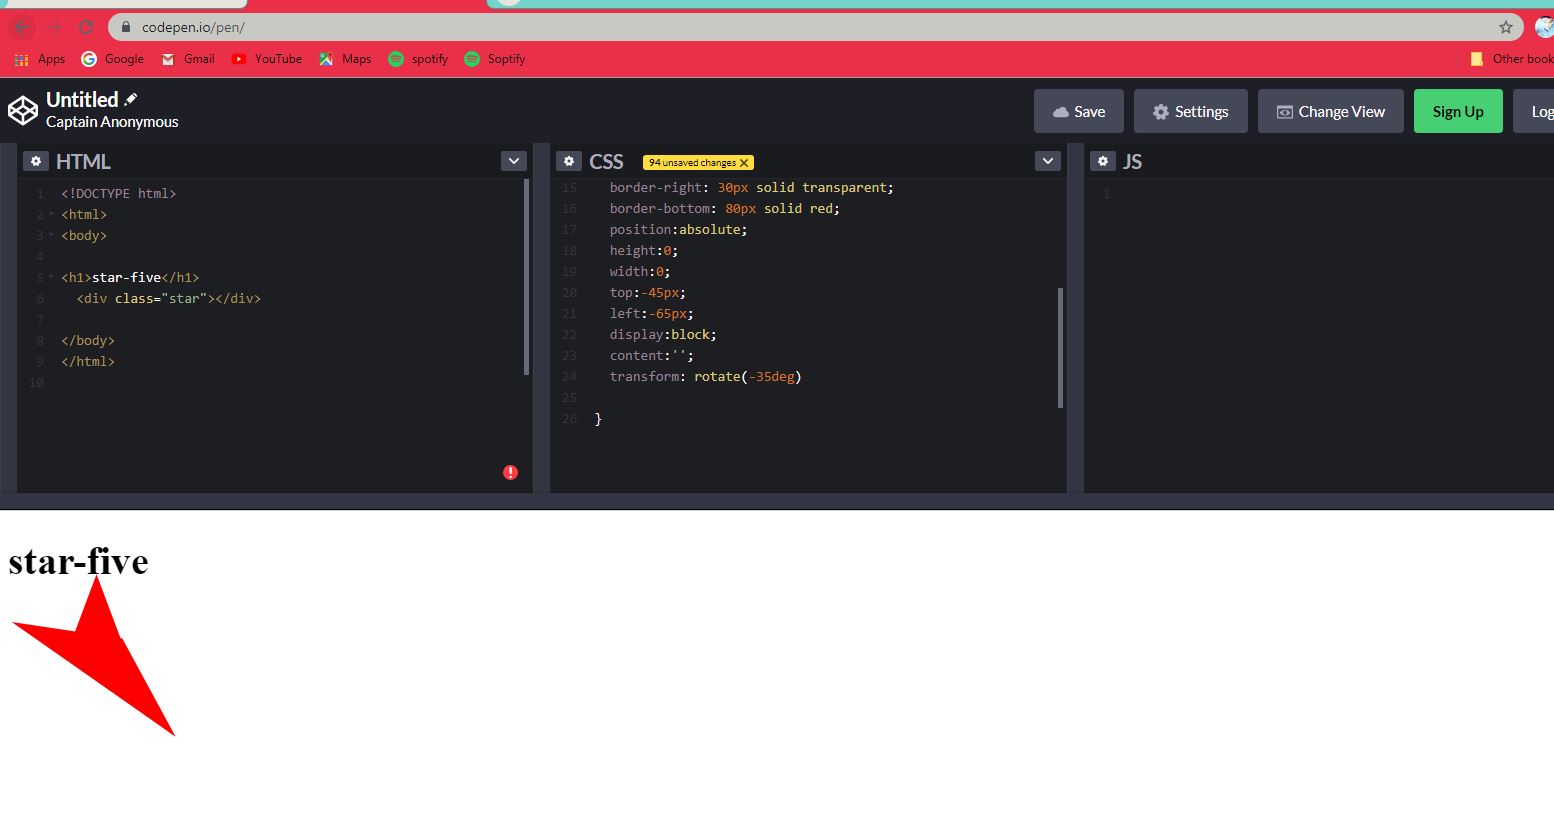 codepen.io/pen/
Apps Google Gmail YouTube Maps spotify Soptify Other book
Untitled
Captain Anonymous
Save Settings Change View Sign Up Log
HTML
1 <!DOCTYPE html>
2 <html>
3 <body>
4
5 <h1>star-five</h1>
6 <div class="star"></div>
7
8 </body>
9 </html>
10
CSS 94 unsaved changes X
15 border-right: 30px solid transparent;
16 border-bottom: 80px solid red;
17 position:absolute;
18 height:0;
19 width:0;
20 top:-45px;
21 left:-65px;
22 display:block;
23 content:'';
24 transform: rotate(-35deg)
25
26 }
JS
1
star-five